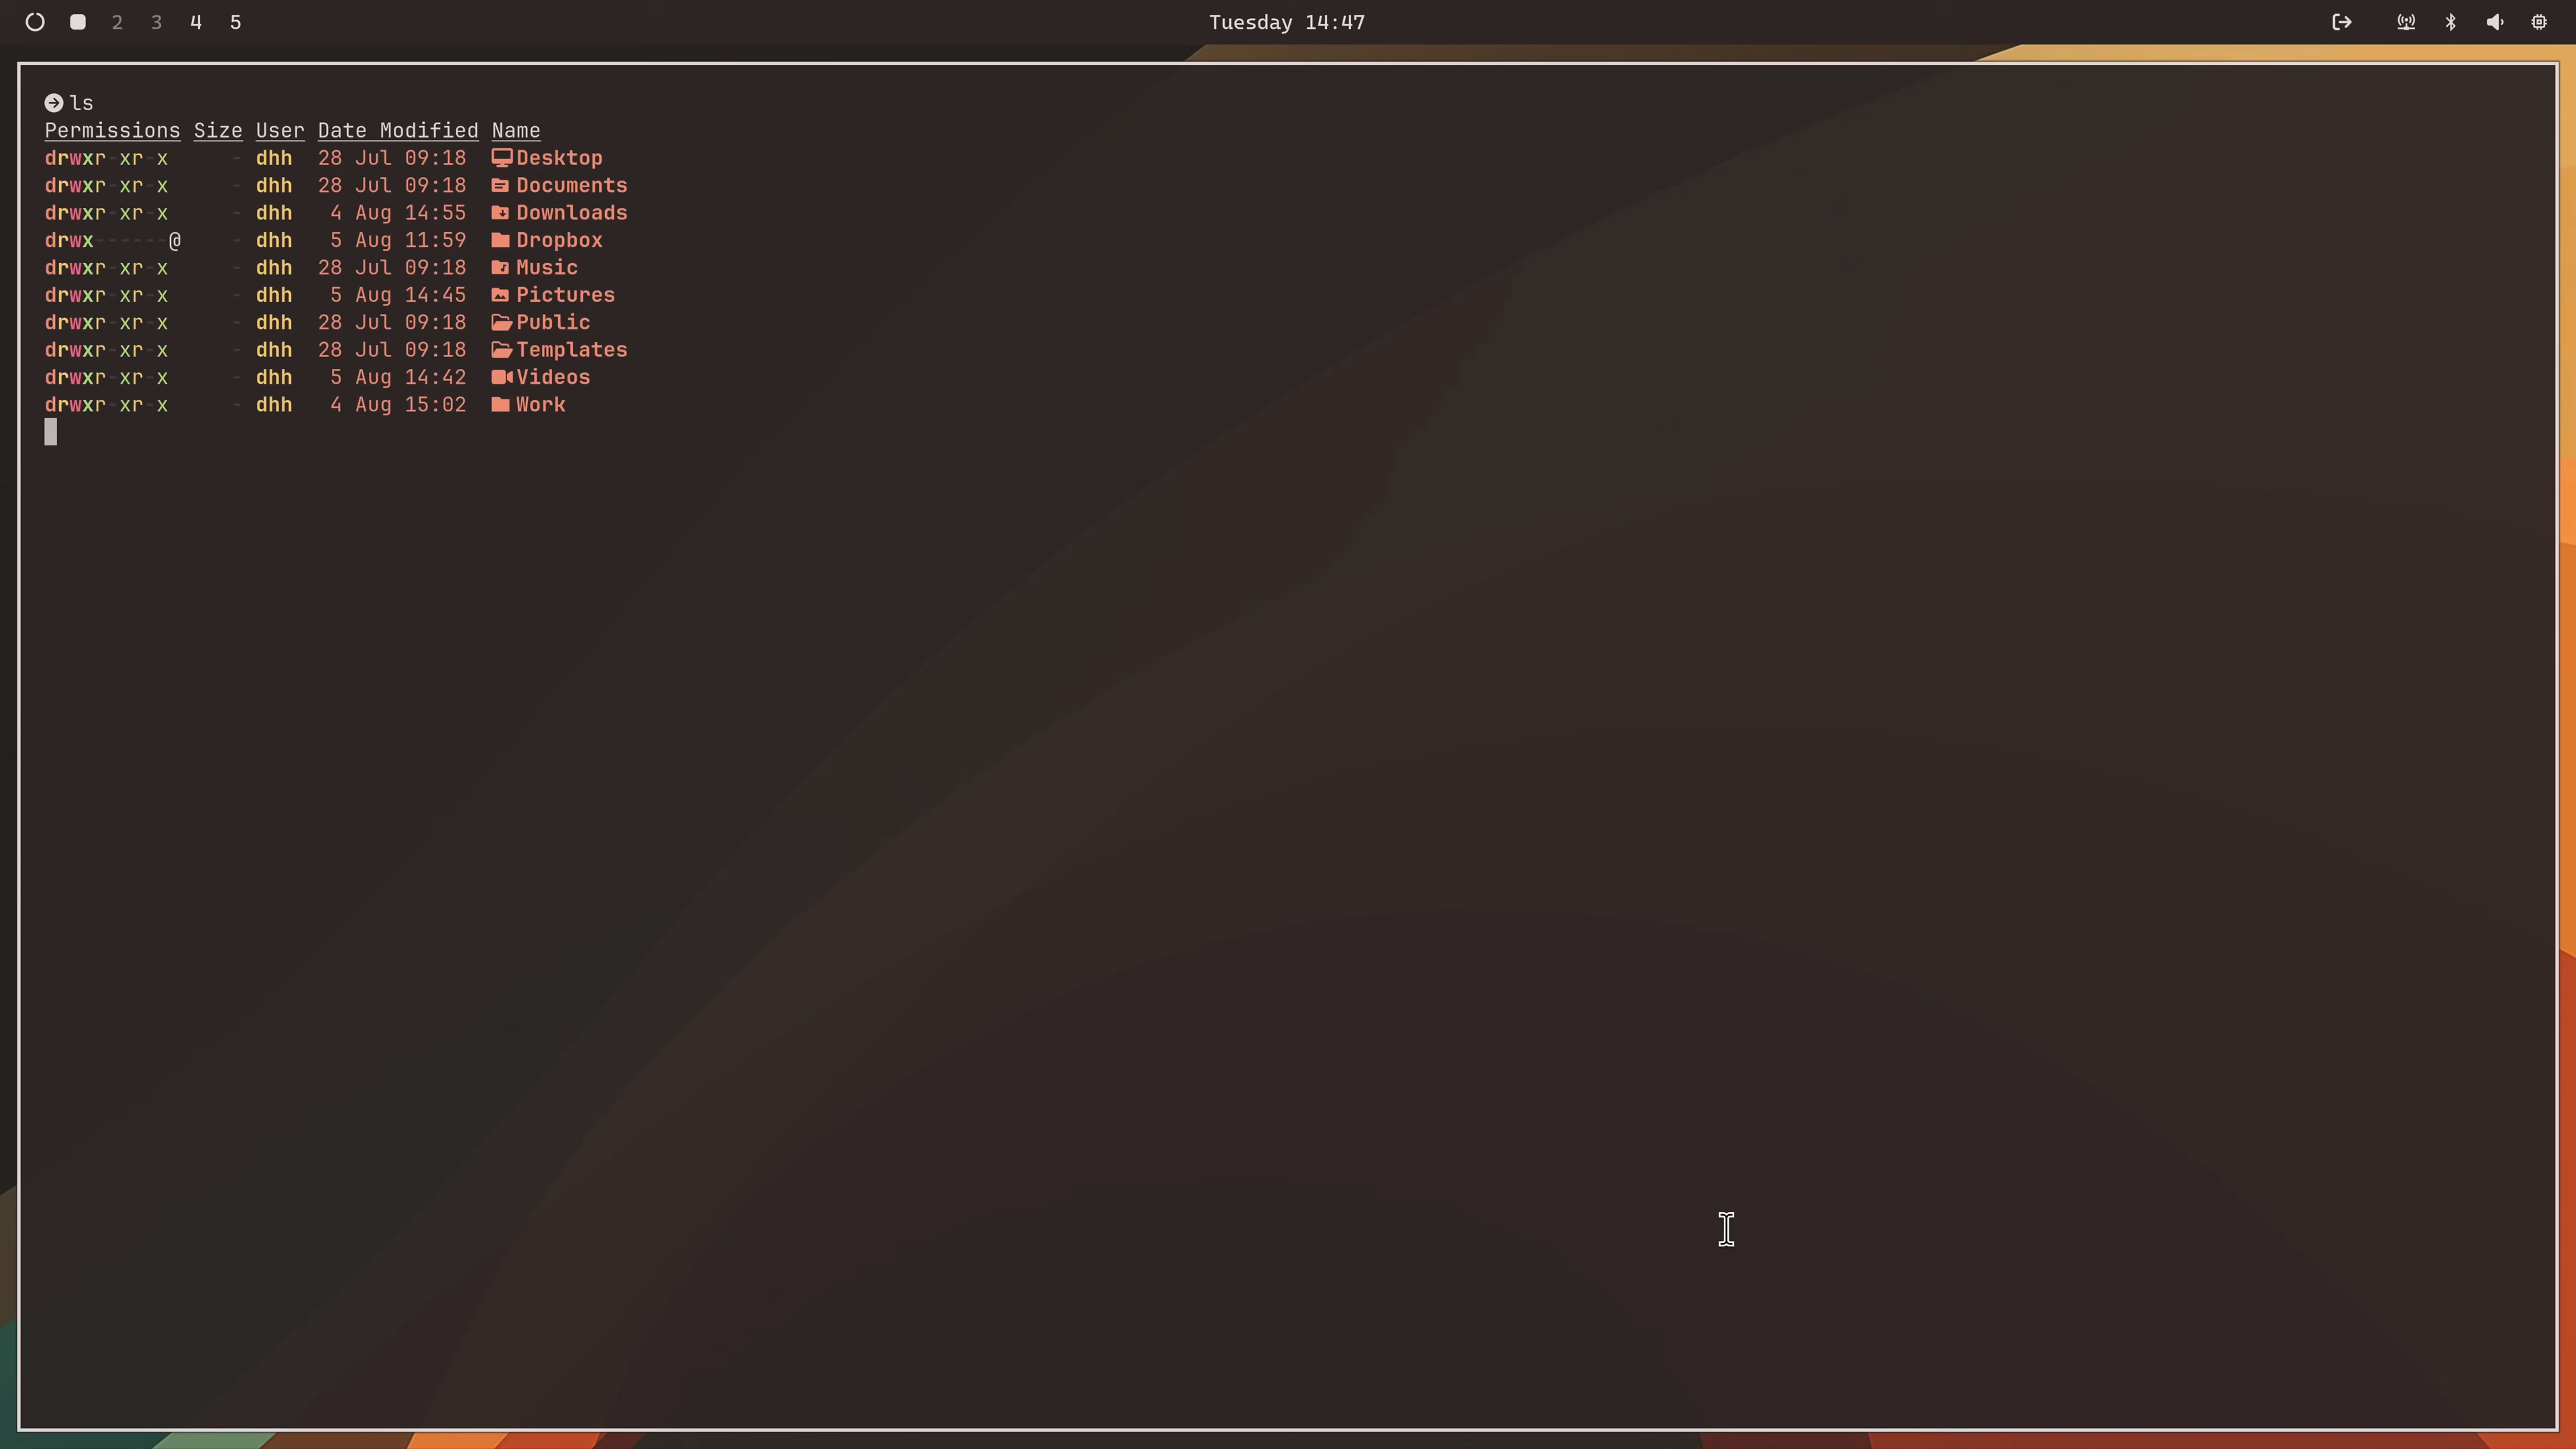 2 3 4 5 Tuesday 14:47
ls
Permissions Size User Date Modified Name
drwxr-xr-x - dhh 28 Jul 09:18 Desktop
drwxr-xr-x - dhh 28 Jul 09:18 Documents
drwxr-xr-x - dhh 4 Aug 14:55 Downloads
drwx------@ - dhh 5 Aug 11:59 Dropbox
drwxr-xr-x - dhh 28 Jul 09:18 Music
drwxr-xr-x - dhh 5 Aug 14:45 Pictures
drwxr-xr-x - dhh 28 Jul 09:18 Public
drwxr-xr-x - dhh 28 Jul 09:18 Templates
drwxr-xr-x - dhh 5 Aug 14:42 Videos
drwxr-xr-x - dhh 4 Aug 15:02 Work